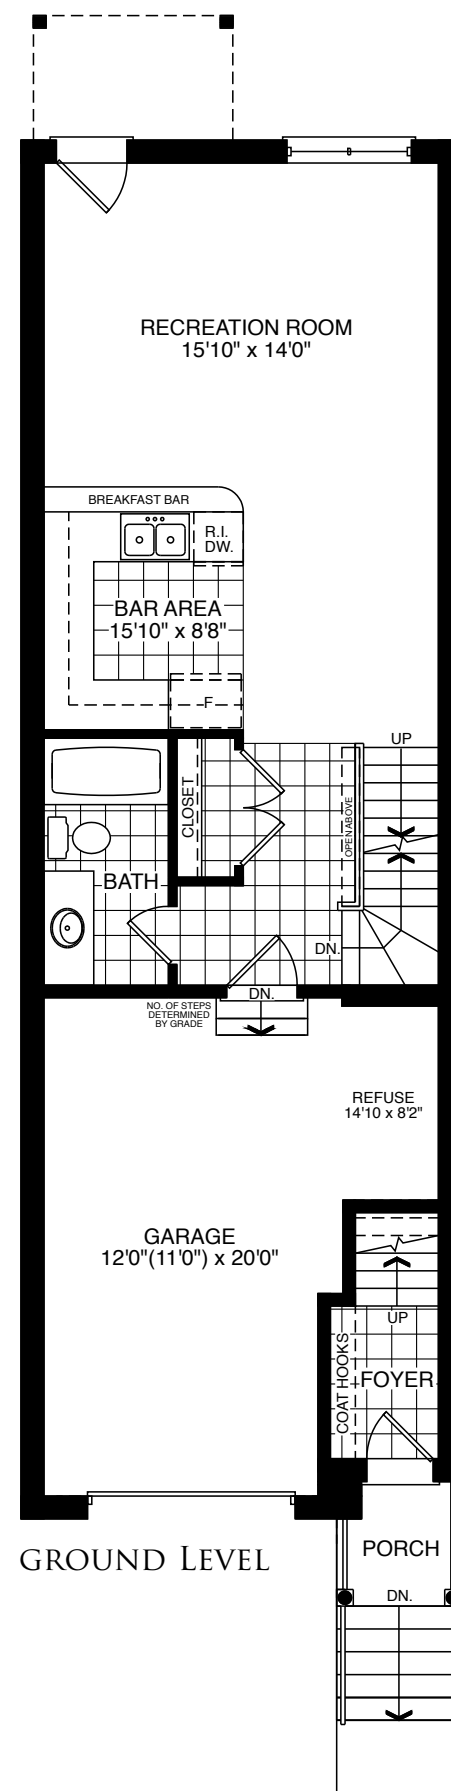 RECREATION ROOM
15'10" x 14'0"
BREAKFAST BAR
R.I.
DW.
BAR AREA
15'10" x 8'8"
F
UP
CLOSET
OPEN ABOVE
BATH
DN.
DN.
NO. OF STEPS
DETERMINED
BY GRADE
REFUSE
14'10 x 8'2"
GARAGE
12'0"(11'0") x 20'0"
UP
COAT HOOKS
FOYER
GROUND LEVEL
PORCH
DN.